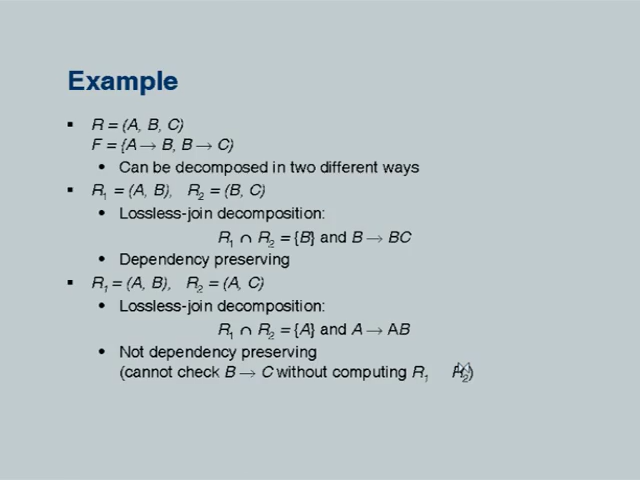 Example
▪ R = (A, B, C)
F = {A → B, B → C)
• Can be decomposed in two different ways
▪ R₁ = (A, B), R₂ = (B, C)
• Lossless-join decomposition:
R₁ ∩ R₂ = {B} and B → BC
• Dependency preserving
▪ R₁ = (A, B), R₂ = (A, C)
• Lossless-join decomposition:
R₁ ∩ R₂ = {A} and A → AB
• Not dependency preserving
(cannot check B → C without computing R₁ R₂)